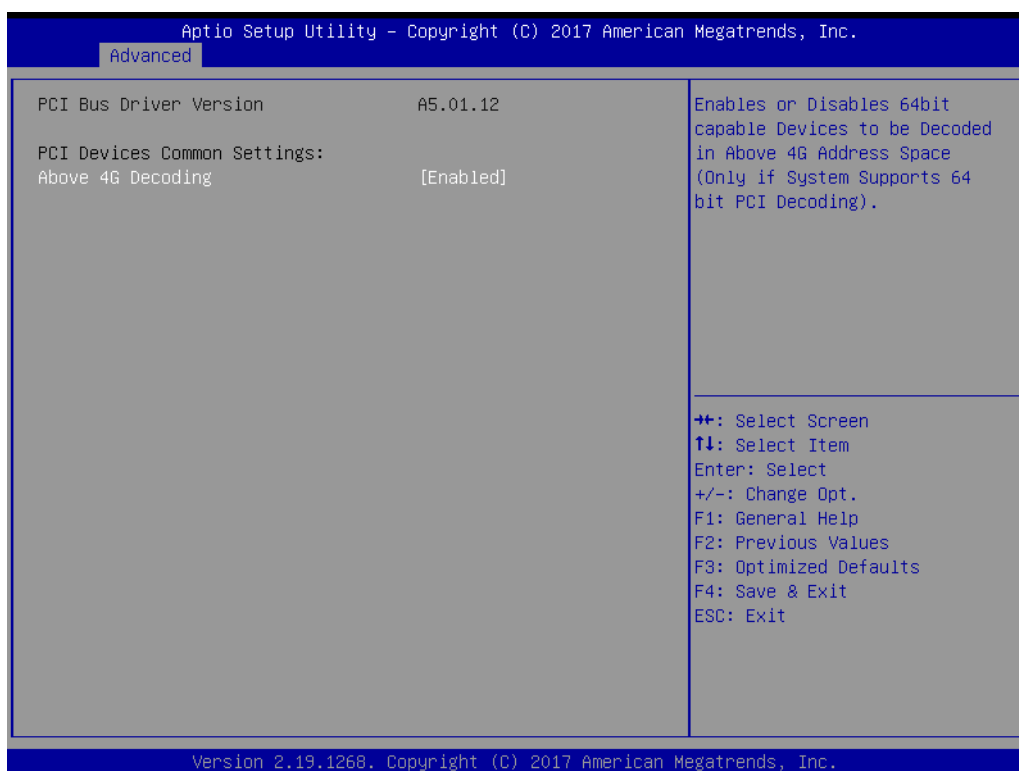 Aptio Setup Utility – Copyright (C) 2017 American Megatrends, Inc.
Advanced
PCI Bus Driver Version A5.01.12
PCI Devices Common Settings:
Above 4G Decoding [Enabled]
Enables or Disables 64bit
capable Devices to be Decoded
in Above 4G Address Space
(Only if System Supports 64
bit PCI Decoding).
→←: Select Screen
↑↓: Select Item
Enter: Select
+/-: Change Opt.
F1: General Help
F2: Previous Values
F3: Optimized Defaults
F4: Save & Exit
ESC: Exit
Version 2.19.1268. Copyright (C) 2017 American Megatrends, Inc.